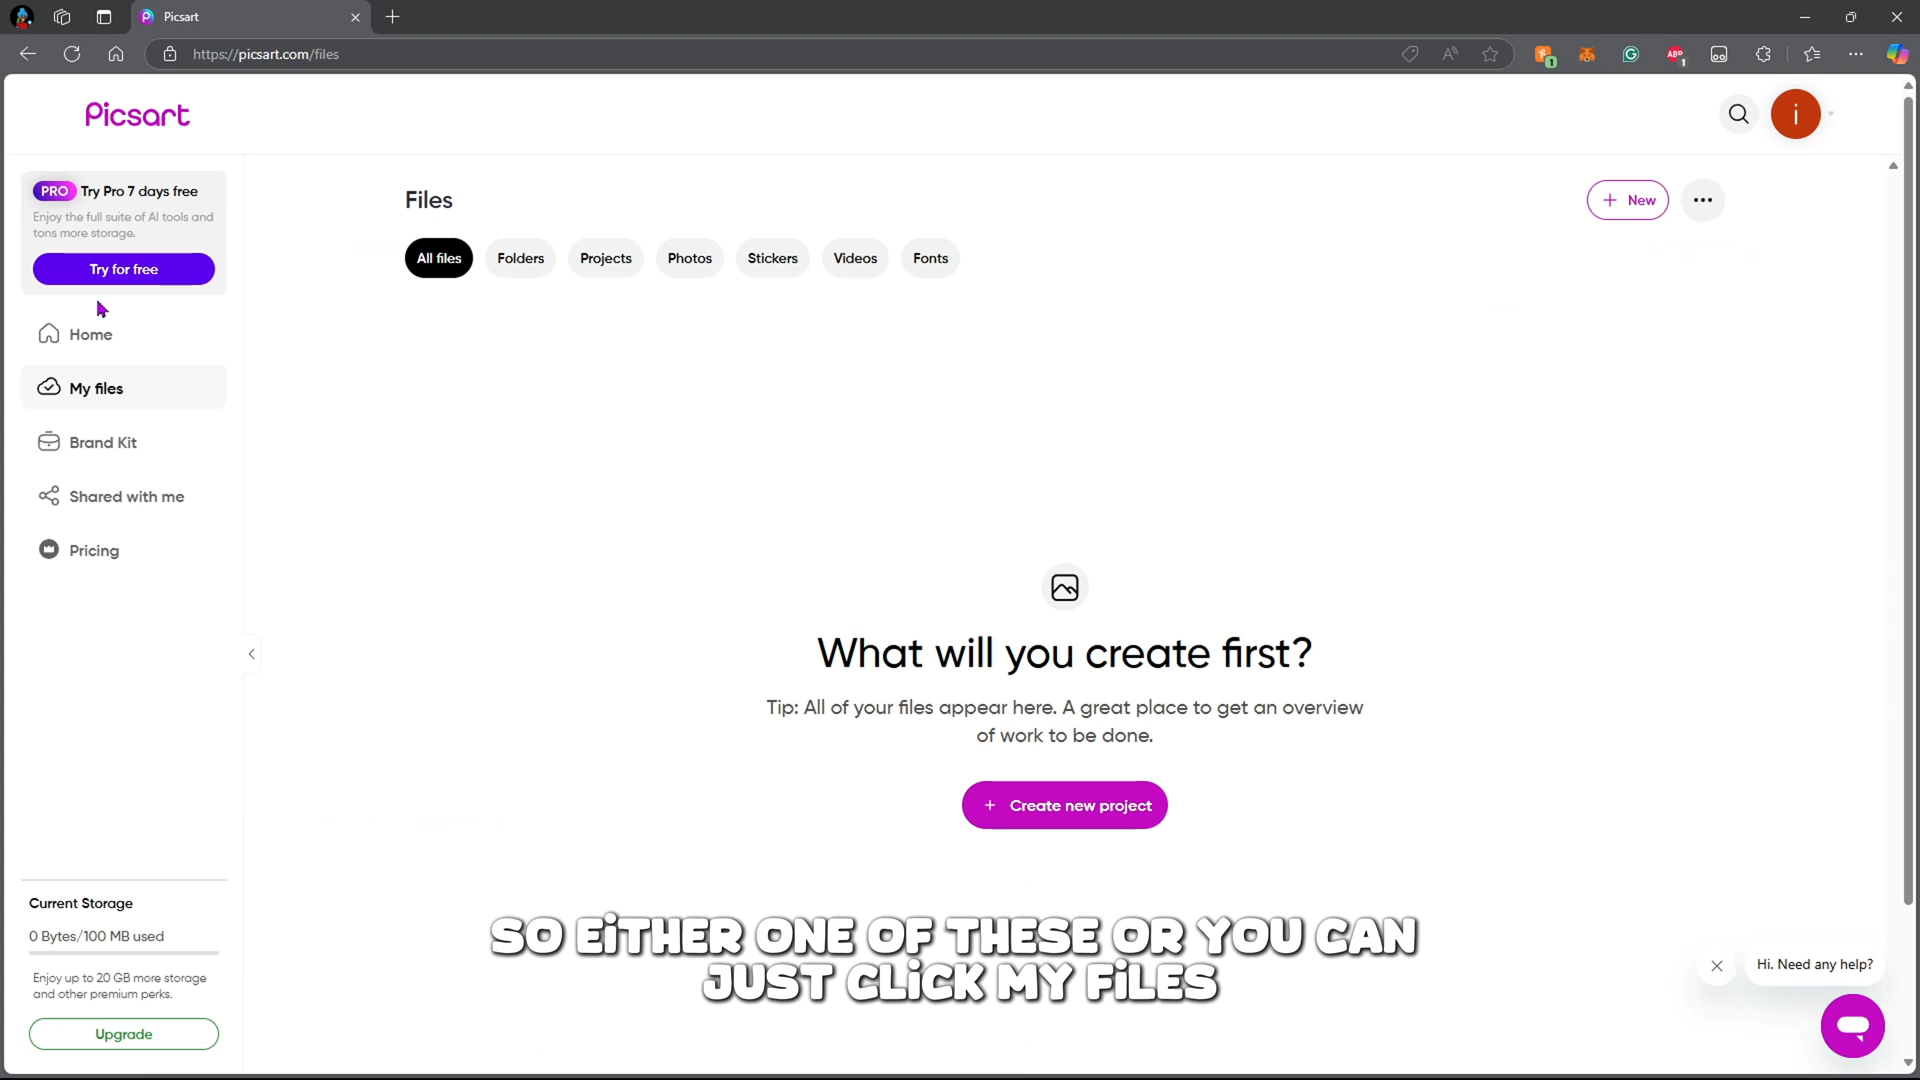 Picsart
https://picsart.com/files
1
ABP
1
Picsart
i
PRO Try Pro 7 days free
Enjoy the full suite of AI tools and
tons more storage.
Try for free
Home
My files
Brand Kit
Shared with me
Pricing
Files
+ New
All files
Folders
Projects
Photos
Stickers
Videos
Fonts
What will you create first?
Tip: All of your files appear here. A great place to get an overview
of work to be done.
+ Create new project
Current Storage
0 Bytes/100 MB used
Enjoy up to 20 GB more storage
and other premium perks.
Upgrade
SO EiTHER ONE OF THESE OR YOU CAN
JUST CLiCK MY FiLES
Hi. Need any help?